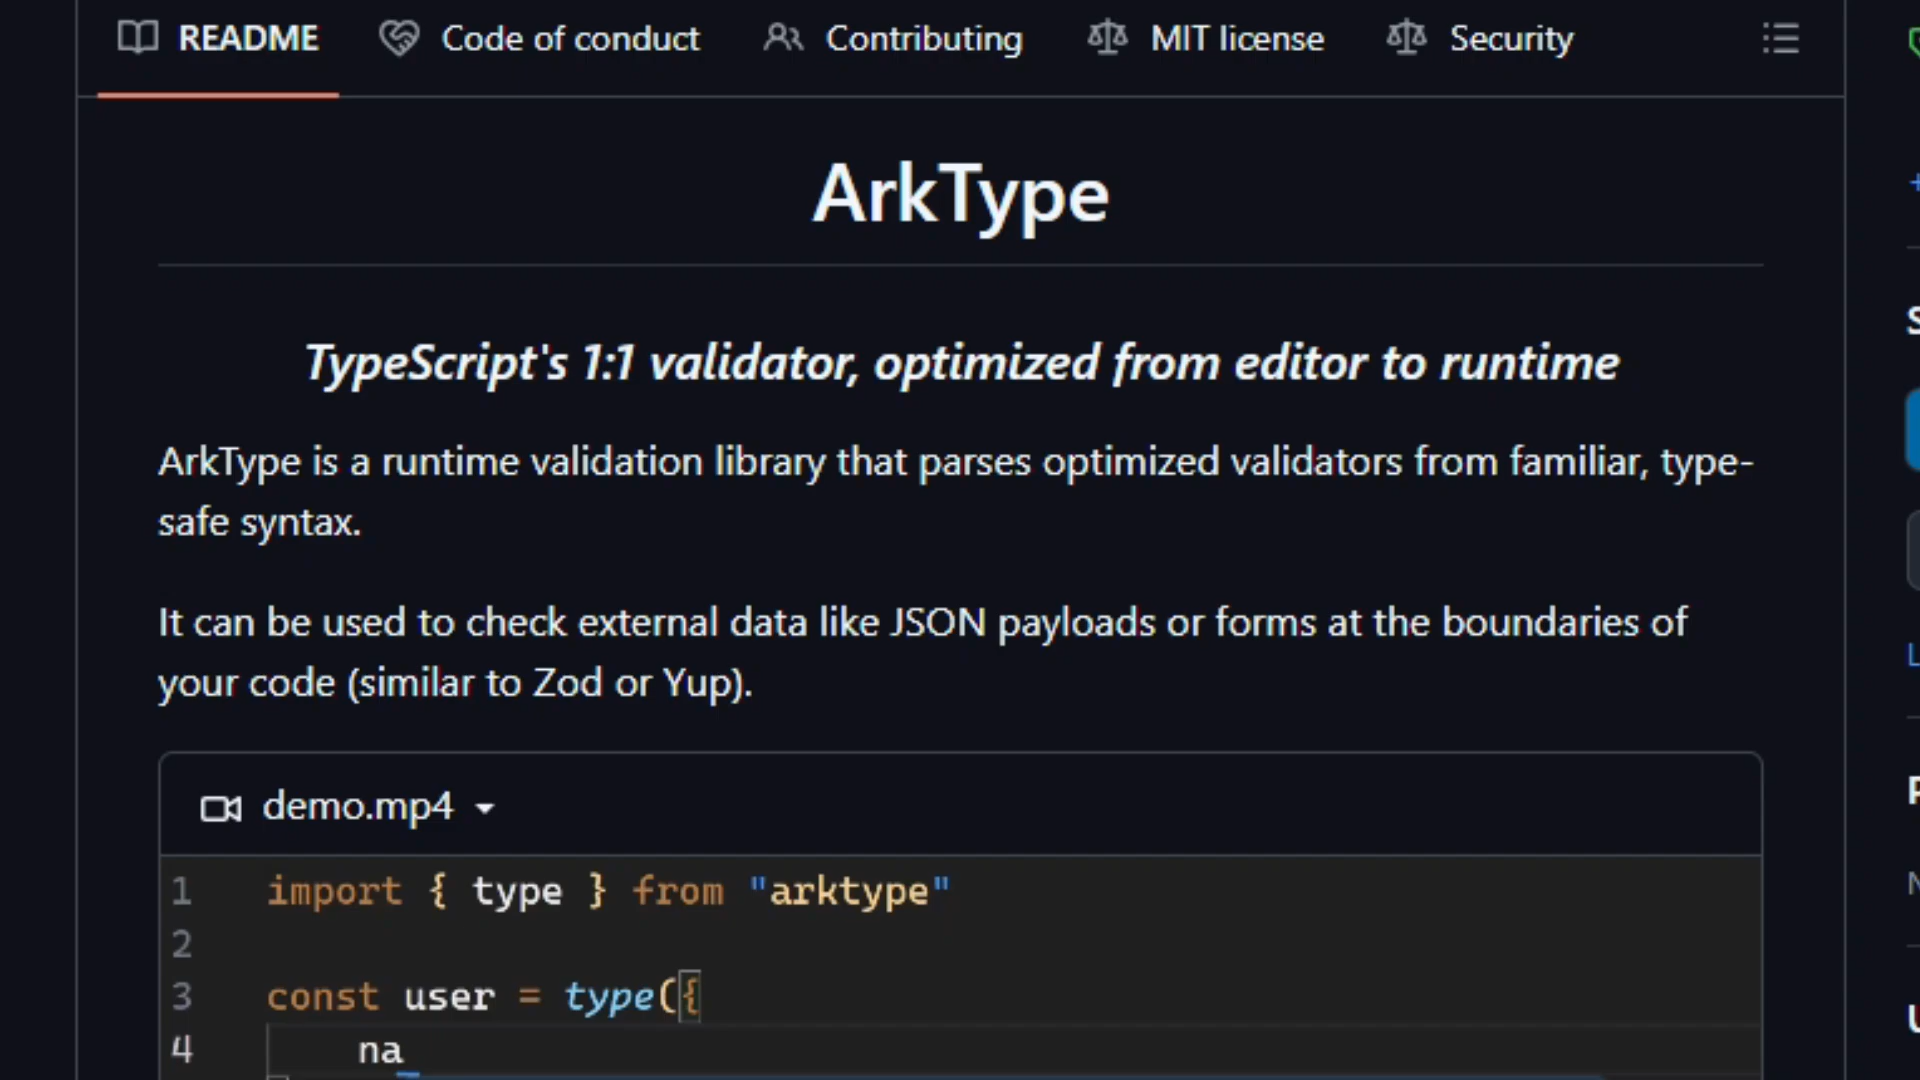 README Code of conduct Contributing MIT license Security
ArkType
TypeScript's 1:1 validator, optimized from editor to runtime
ArkType is a runtime validation library that parses optimized validators from familiar, type-
safe syntax.
It can be used to check external data like JSON payloads or forms at the boundaries of
your code (similar to Zod or Yup).
demo.mp4
1 import { type } from "arktype"
2
3 const user = type({
4 na